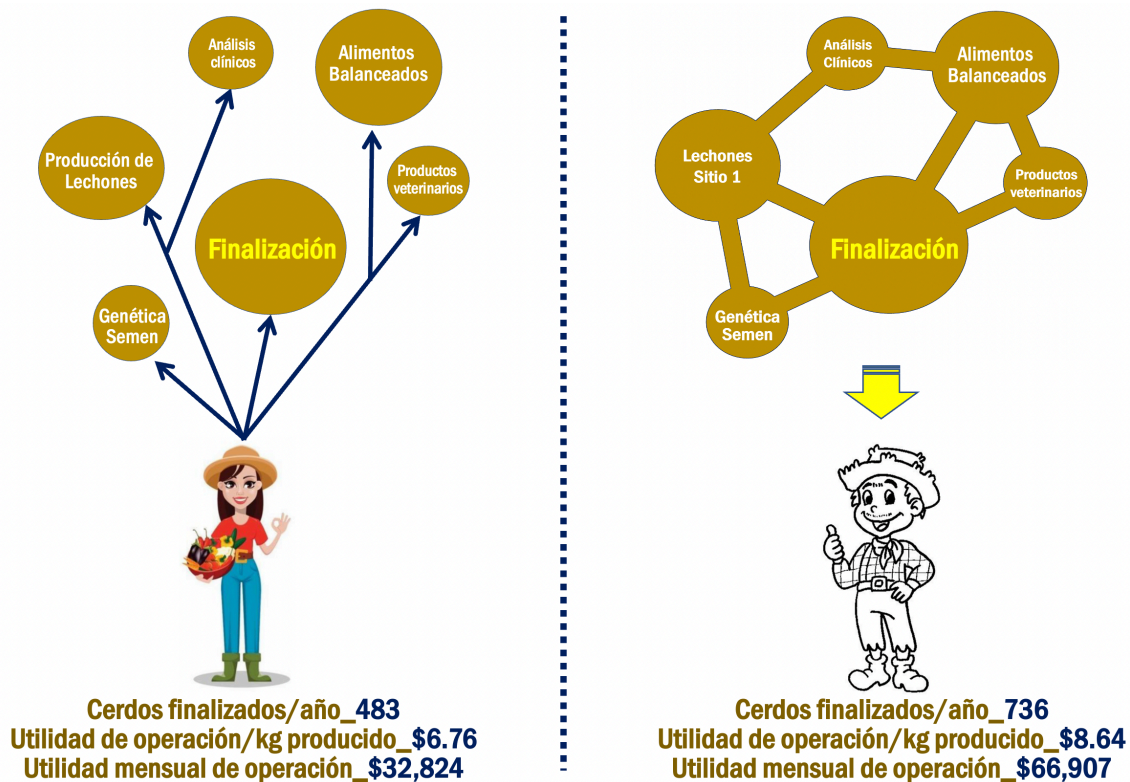 Análisis
clínicos
Alimentos
Balanceados
Producción de
Lechones
Productos
veterinarios
Finalización
Genética
Semen
Cerdos finalizados/año_483
Utilidad de operación/kg producido_$6.76
Utilidad mensual de operación_$32,824
Análisis
Clínicos
Alimentos
Balanceados
Lechones
Sitio 1
Productos
veterinarios
Finalización
Genética
Semen
Cerdos finalizados/año_736
Utilidad de operación/kg producido_$8.64
Utilidad mensual de operación_$66,907